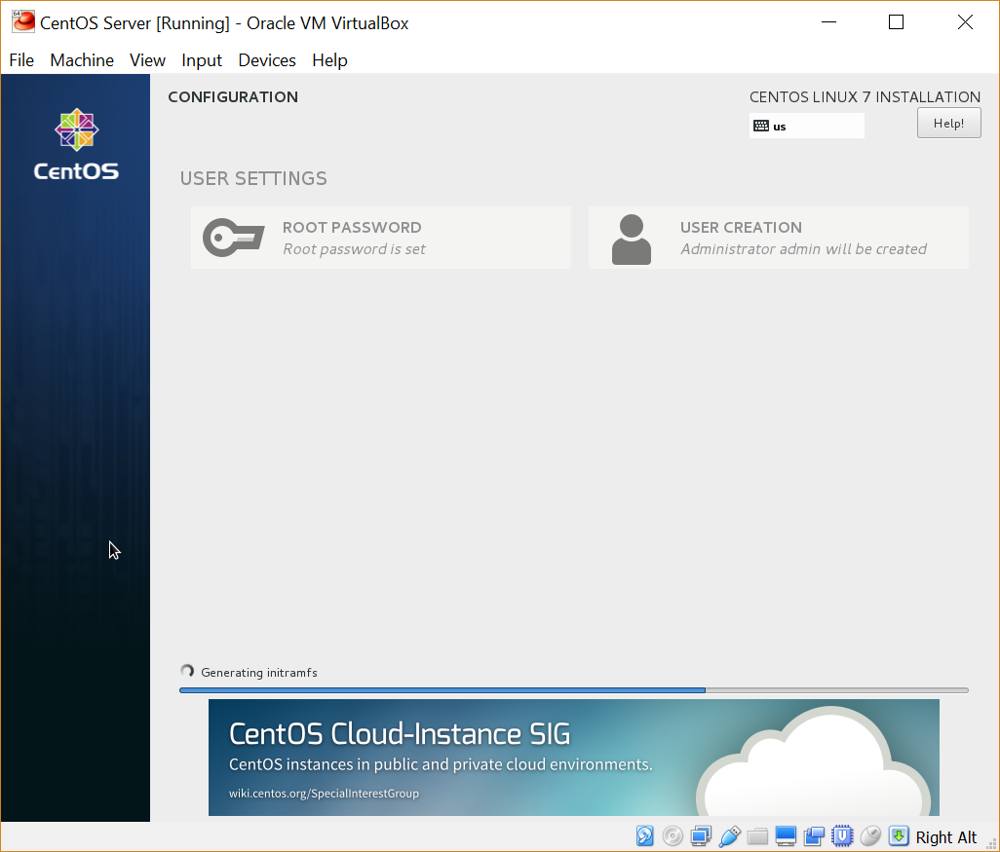 CentOS Server [Running] - Oracle VM VirtualBox
File Machine View Input Devices Help
CentOS
CONFIGURATION
CENTOS LINUX 7 INSTALLATION
us
Help!
USER SETTINGS
ROOT PASSWORD
Root password is set
USER CREATION
Administrator admin will be created
Generating initramfs
CentOS Cloud-Instance SIG
CentOS instances in public and private cloud environments.
wiki.centos.org/SpecialInterestGroup
Right Alt